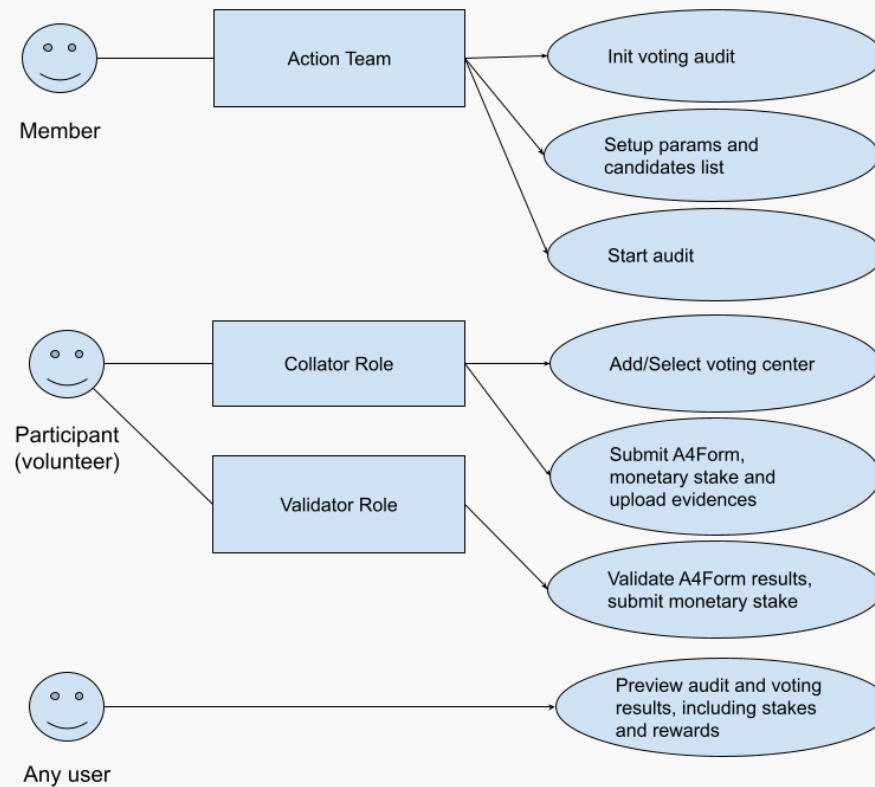 Action Team
Init voting audit
Member
Setup params and
candidates list
Start audit
Collator Role
Add/Select voting center
Participant
(volunteer)
Submit A4Form,
monetary stake and
upload evidences
Validator Role
Validate A4Form results,
submit monetary stake
Preview audit and voting
results, including stakes
and rewards
Any user